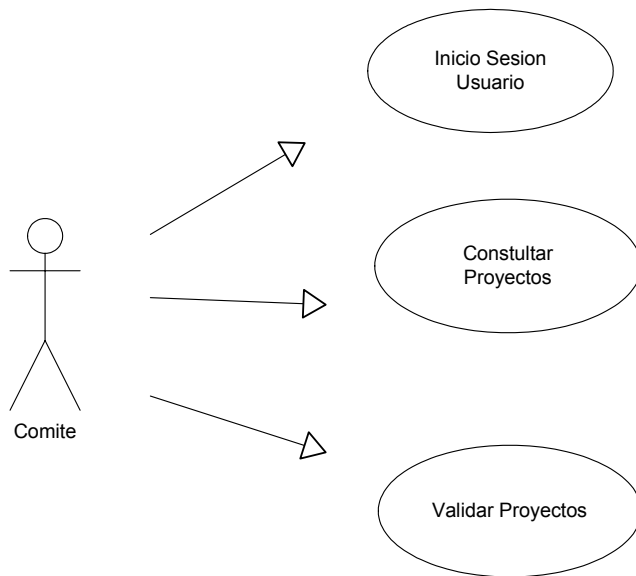 Inicio Sesion
Usuario
Constultar
Proyectos
Comite
Validar Proyectos